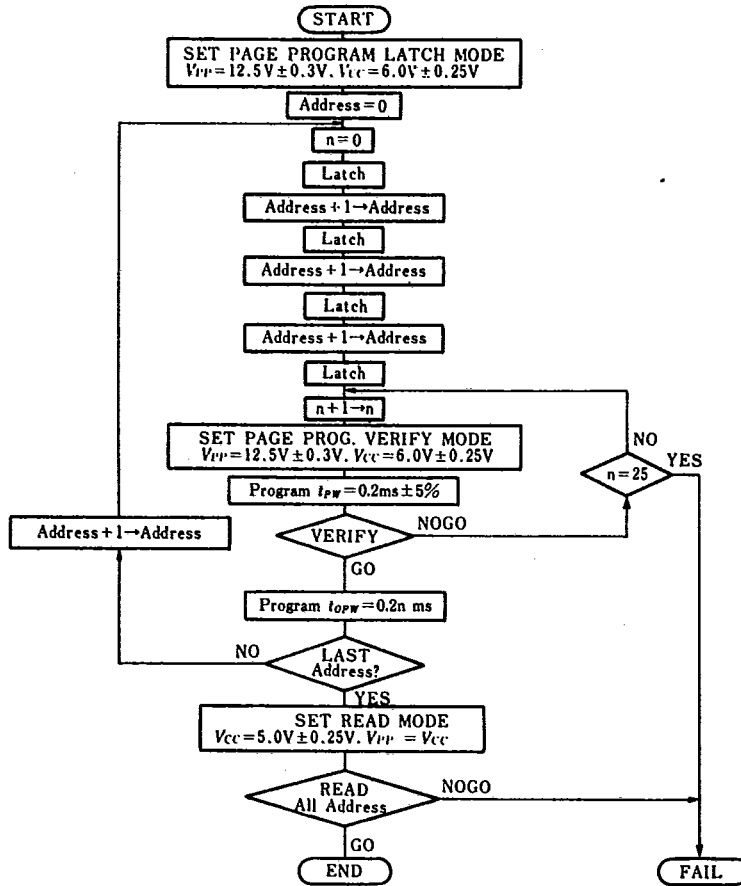 START
SET PAGE PROGRAM LATCH MODE
VPP=12.5V±0.3V. VCC=6.0V±0.25V
Address=0
n=0
Latch
Address+1→Address
Latch
Address+1→Address
Latch
Address+1→Address
Latch
n+1→n
SET PAGE PROG. VERIFY MODE
VPP=12.5V±0.3V. VCC=6.0V±0.25V
NO
YES
n=25
Program tPW=0.2ms±5%
Address+1→Address
VERIFY
NOGO
GO
Program tOPW=0.2n ms
NO
LAST
Address?
YES
SET READ MODE
VCC=5.0V±0.25V. VPP=VCC
READ
All Address
NOGO
GO
END
FAIL